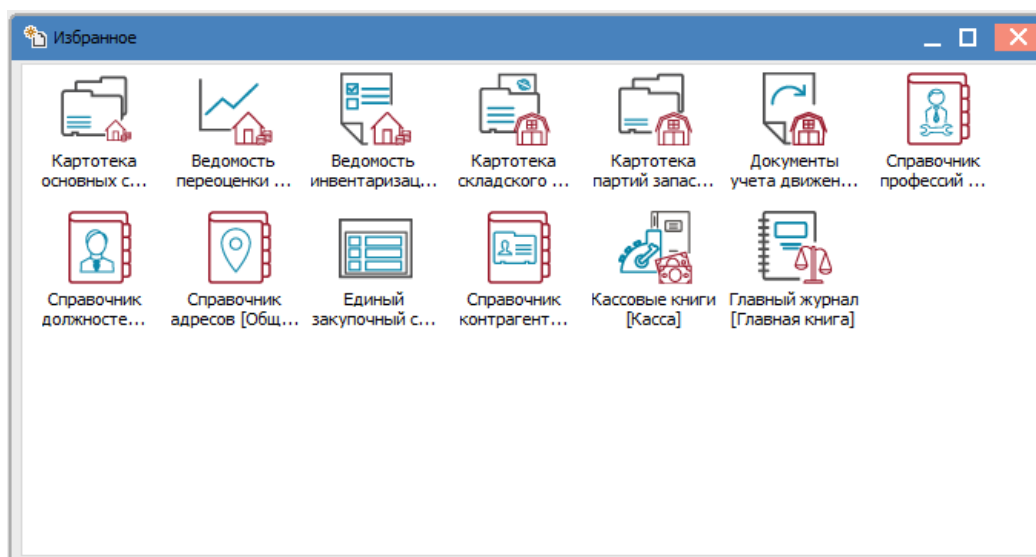 Избранное
Картотека
основных с...
Ведомость
переоценки ...
Ведомость
инвентаризац...
Картотека
складского ...
Картотека
партий запас...
Документы
учета движен...
Справочник
профессий ...
Справочник
должносте...
Справочник
адресов [Общ...
Единый
закупочный с...
Справочник
контрагент...
Кассовые книги
[Касса]
Главный журнал
[Главная книга]